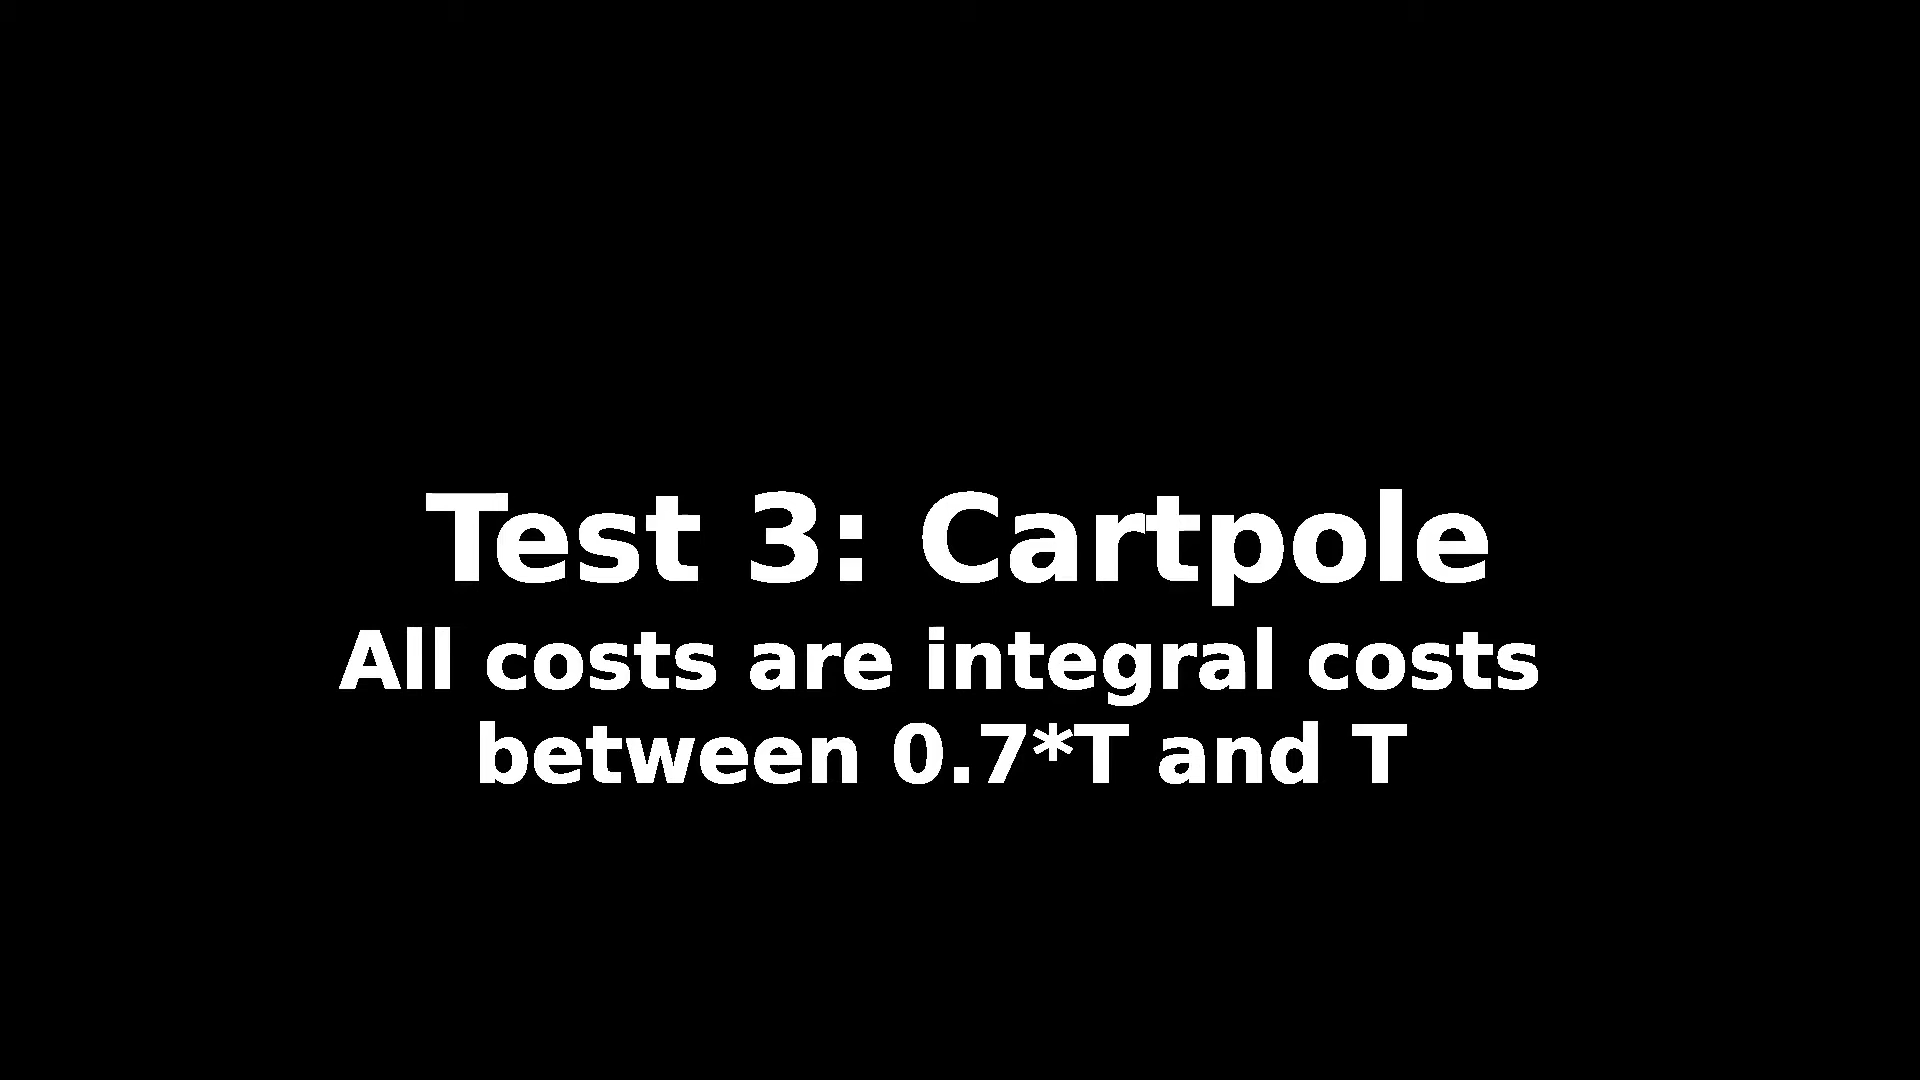 Test 3: Cartpole
All costs are integral costs
between 0.7*T and T